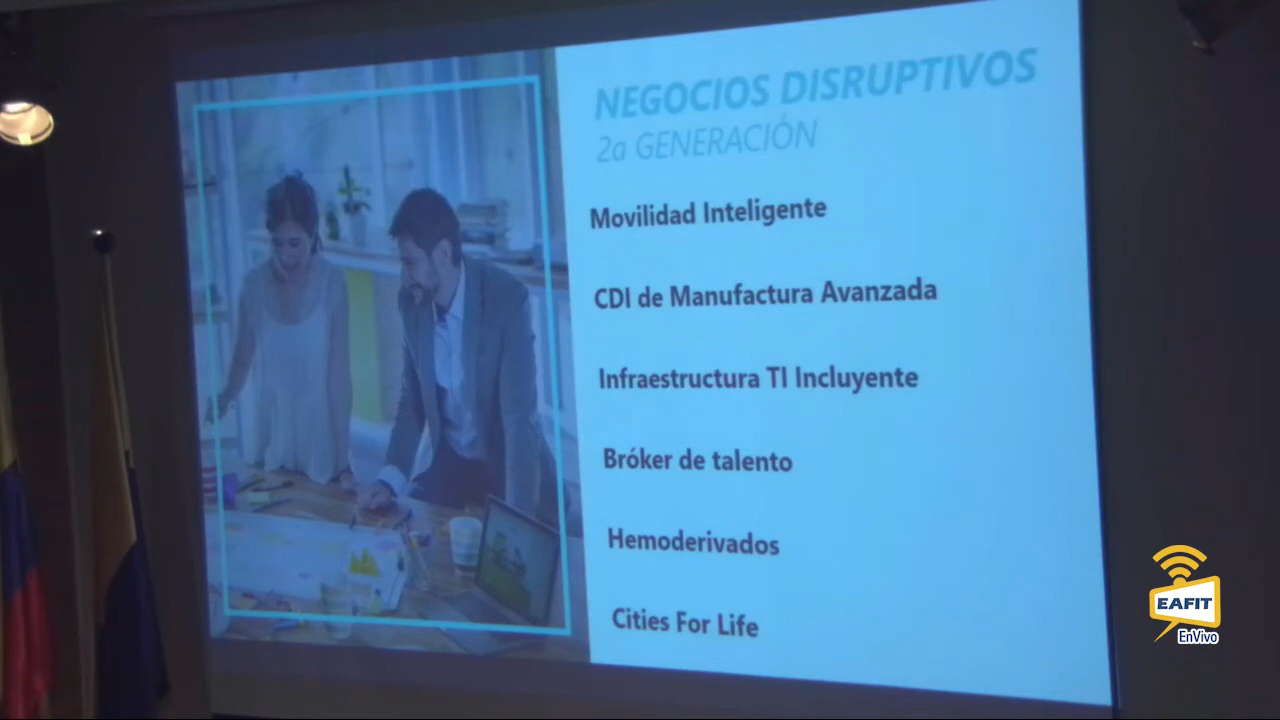 NEGOCIOS DISRUPTIVOS
2a GENERACIÓN
Movilidad Inteligente
CDI de Manufactura Avanzada
Infraestructura TI Incluyente
Bróker de talento
Hemoderivados
Cities For Life
EAFIT
EnVivo